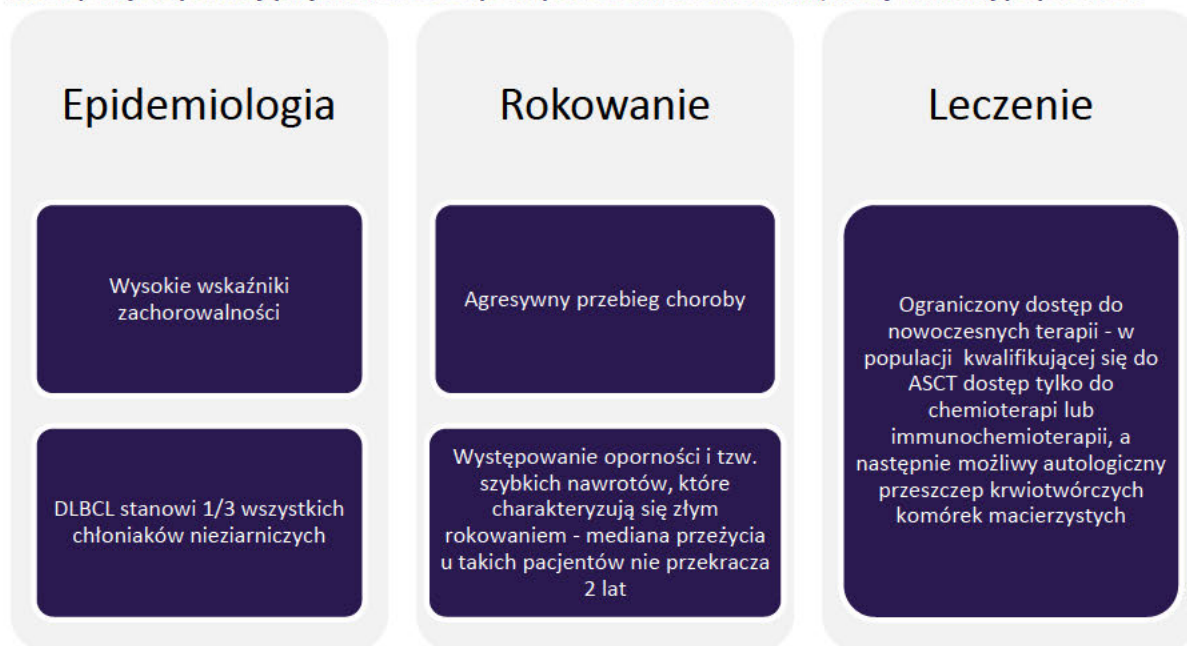 Epidemiologia
Wysokie wskaźniki
zachorowalności
DLBCL stanowi 1/3 wszystkich
chłoniaków nieziarniczych
Rokowanie
Agresywny przebieg choroby
Występowanie oporności i tzw.
szybkich nawrotów, które
charakteryzują się złym
rokowaniem - mediana przeżycia
u takich pacjentów nie przekracza
2 lat
Leczenie
Ograniczony dostęp do
nowoczesnych terapii - w
populacji kwalifikującej się do
ASCT dostęp tylko do
chemioterapi lub
immunochemioterapii, a
następnie możliwy autologiczny
przeszczep krwiotwórczych
komórek macierzystych